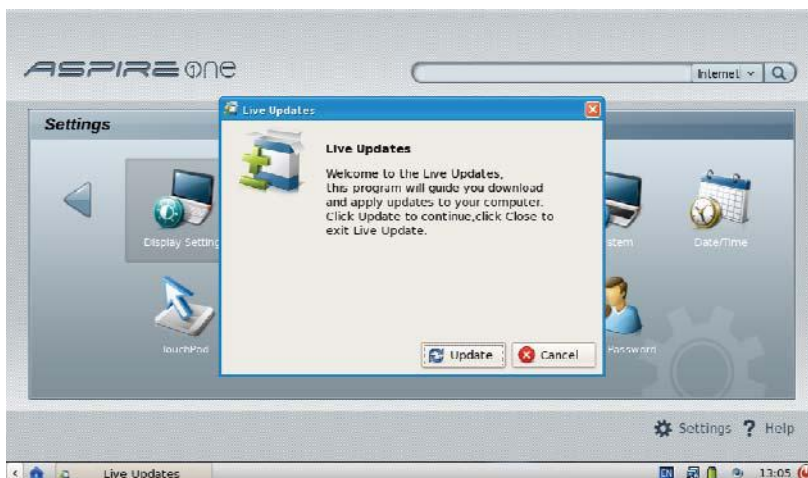 aspire one
Internet
Settings
Live Updates
Live Updates
Welcome to the Live Updates,
this program will guide you download
and apply updates to your computer.
Click Update to continue,click Close to
exit Live Update.
Display Setting
stem
Date/Time
TouchPad
Update
Cancel
Password
Settings
? Help
<
Live Updates
EN
13:05